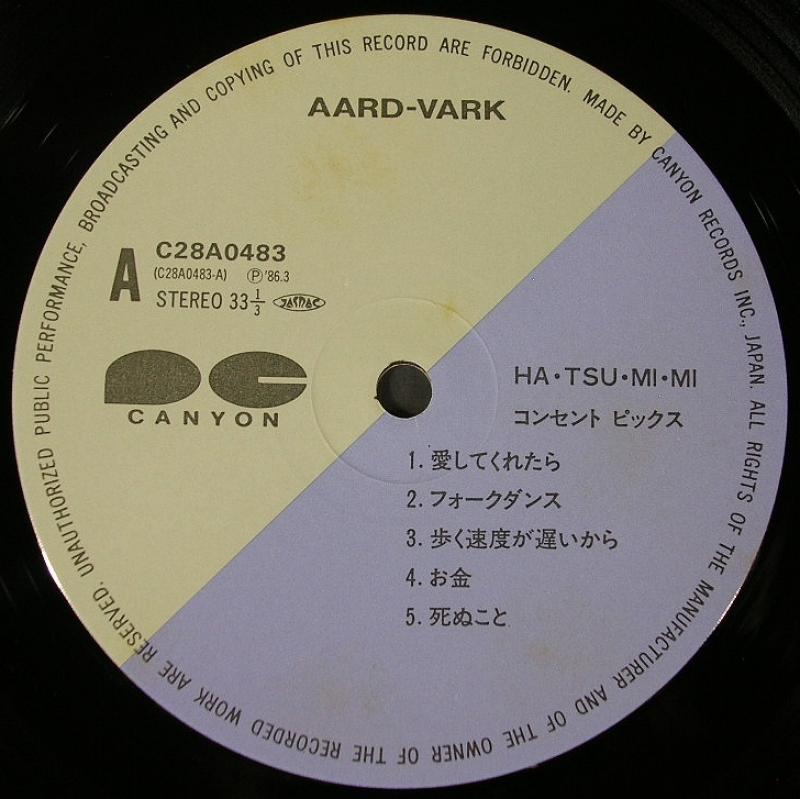 UNAUTHORIZED PUBLIC PERFORMANCE, BROADCASTING AND COPYING OF THIS RECORD ARE FORBIDDEN. MADE BY CANYON RECORDS INC., JAPAN. ALL RIGHTS OF THE MANUFACTURER AND OF THE OWNER OF THE RECORDED WORK ARE RESERVED.
AARD-VARK
A
C28A0483
(C28A0483-A) Ⓟ'86.3
STEREO 33 1/3 JASRAC
CANYON
HA・TSU・MI・MI
コンセント ピックス
1. 愛してくれたら
2. フォークダンス
3. 歩く速度が遅いから
4. お金
5. 死ぬこと